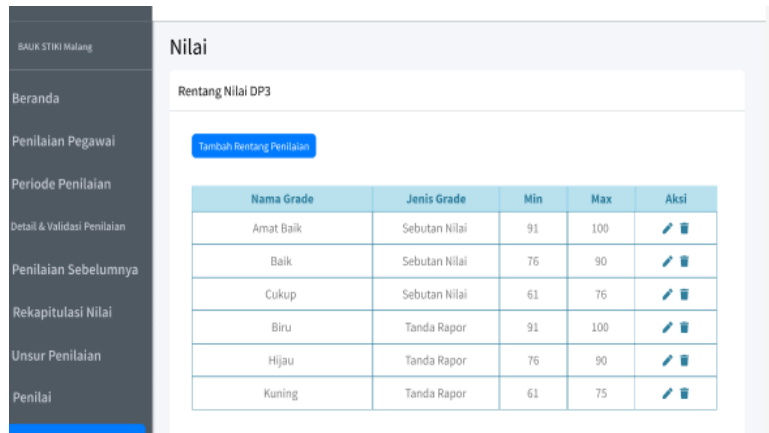 BAUK STIKI Malang
Beranda
Penilaian Pegawai
Periode Penilaian
Detail & Validasi Penilaian
Penilaian Sebelumnya
Rekapitulasi Nilai
Unsur Penilaian
Penilai
Nilai
Rentang Nilai DP3
Tambah Rentang Penilaian
Nama Grade Jenis Grade Min Max Aksi
Amat Baik Sebutan Nilai 91 100
Baik Sebutan Nilai 76 90
Cukup Sebutan Nilai 61 76
Biru Tanda Rapor 91 100
Hijau Tanda Rapor 76 90
Kuning Tanda Rapor 61 75